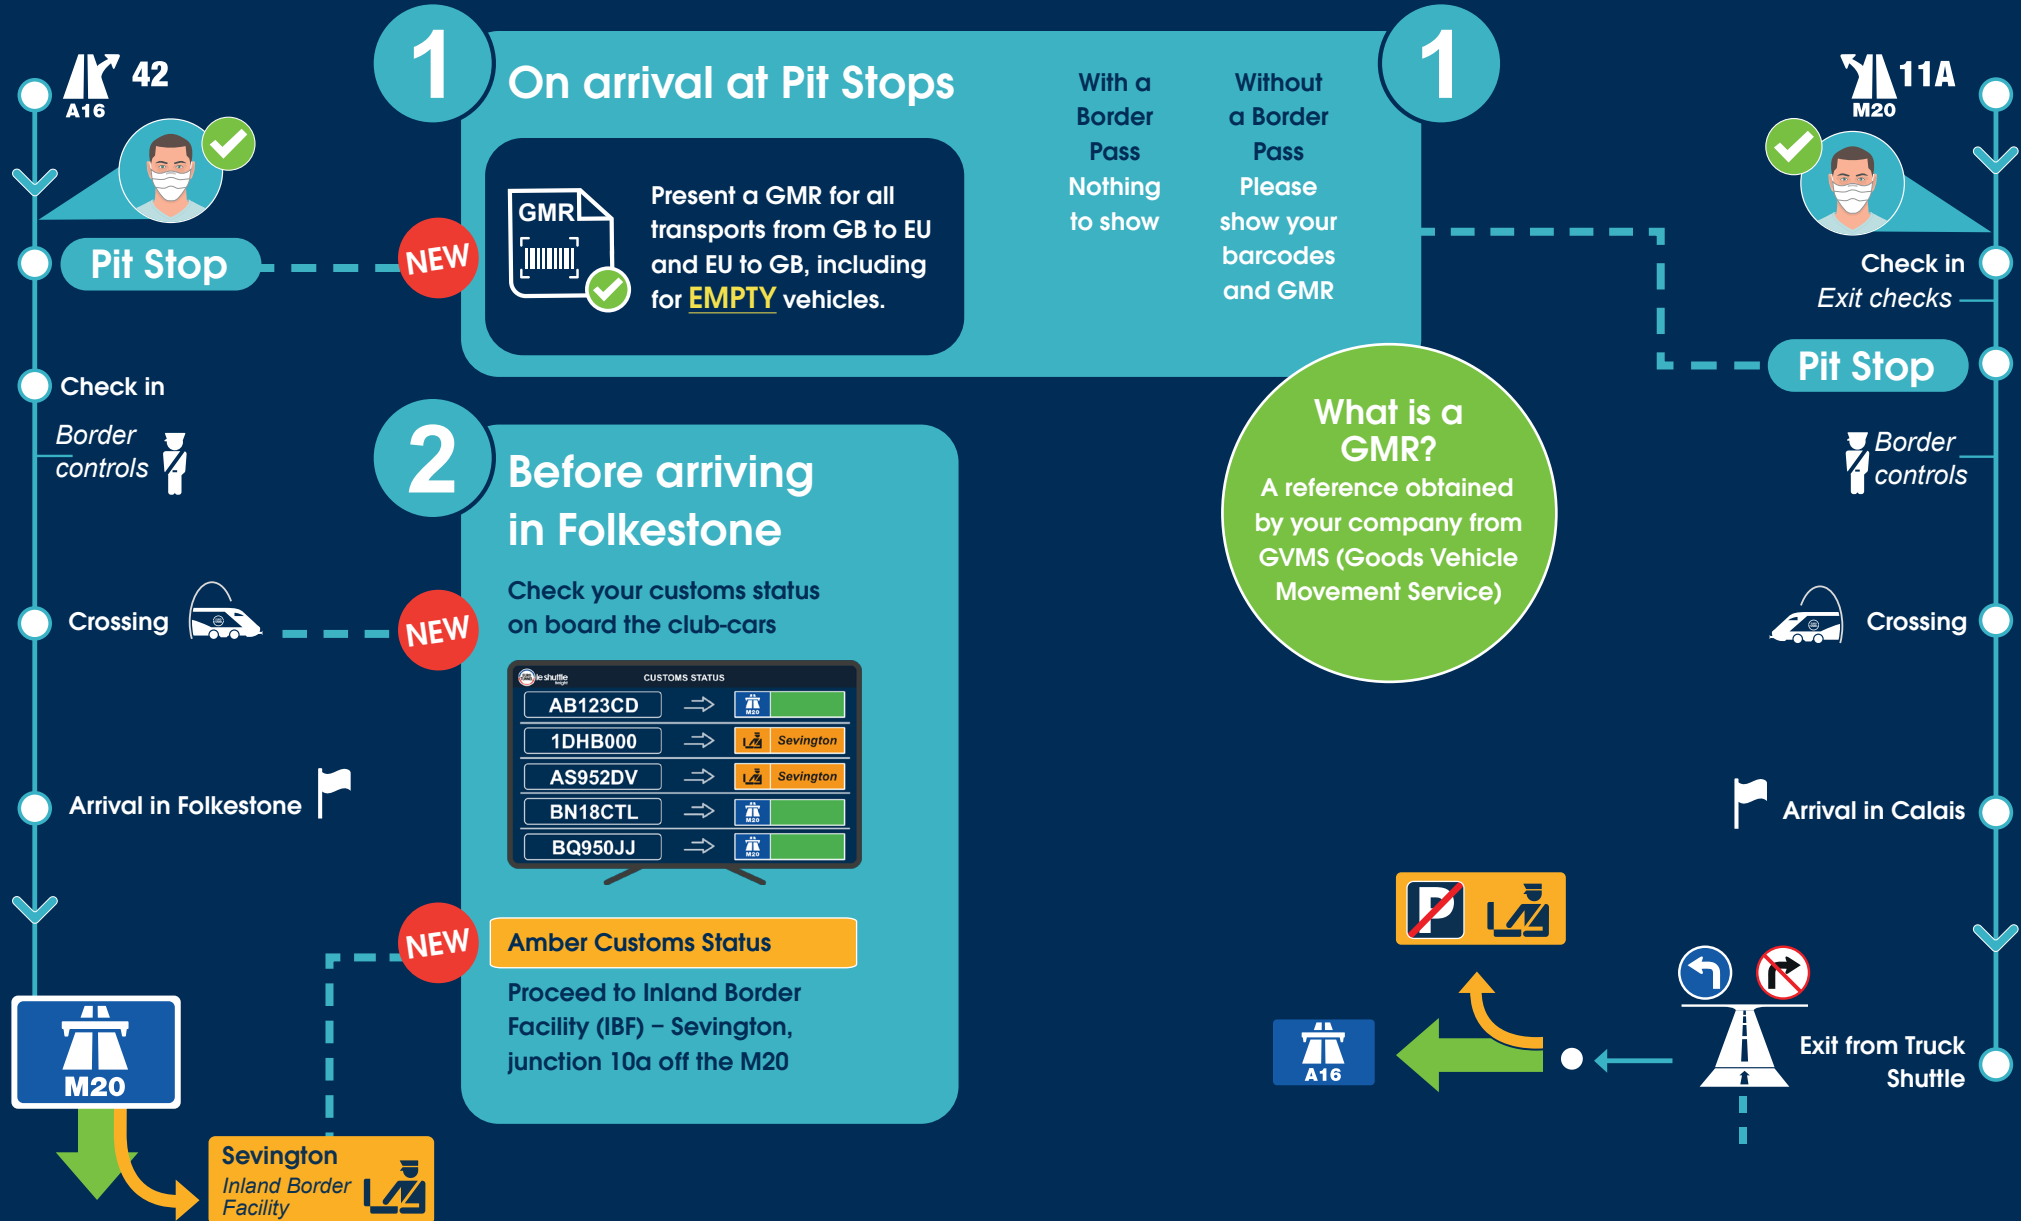 42
A16
Pit Stop
Check in
Border
controls
Crossing
Arrival in Folkestone
M20
Sevington
Inland Border
Facility
1
On arrival at Pit Stops
NEW
GMR
Present a GMR for all
transports from GB to EU
and EU to GB, including
for EMPTY vehicles.
With a
Border
Pass
Nothing
to show
Without
a Border
Pass
Please
show your
barcodes
and GMR
1
2
Before arriving
in Folkestone
NEW
Check your customs status
on board the club-cars
le shuttle
freight
CUSTOMS STATUS
AB123CD
M20
1DHB000
Sevington
AS952DV
Sevington
BN18CTL
M20
BQ950JJ
M20
NEW
Amber Customs Status
Proceed to Inland Border
Facility (IBF) – Sevington,
junction 10a off the M20
What is a
GMR?
A reference obtained
by your company from
GVMS (Goods Vehicle
Movement Service)
11A
M20
Check in
Exit checks
Pit Stop
Border
controls
Crossing
Arrival in Calais
P
A16
Exit from Truck
Shuttle